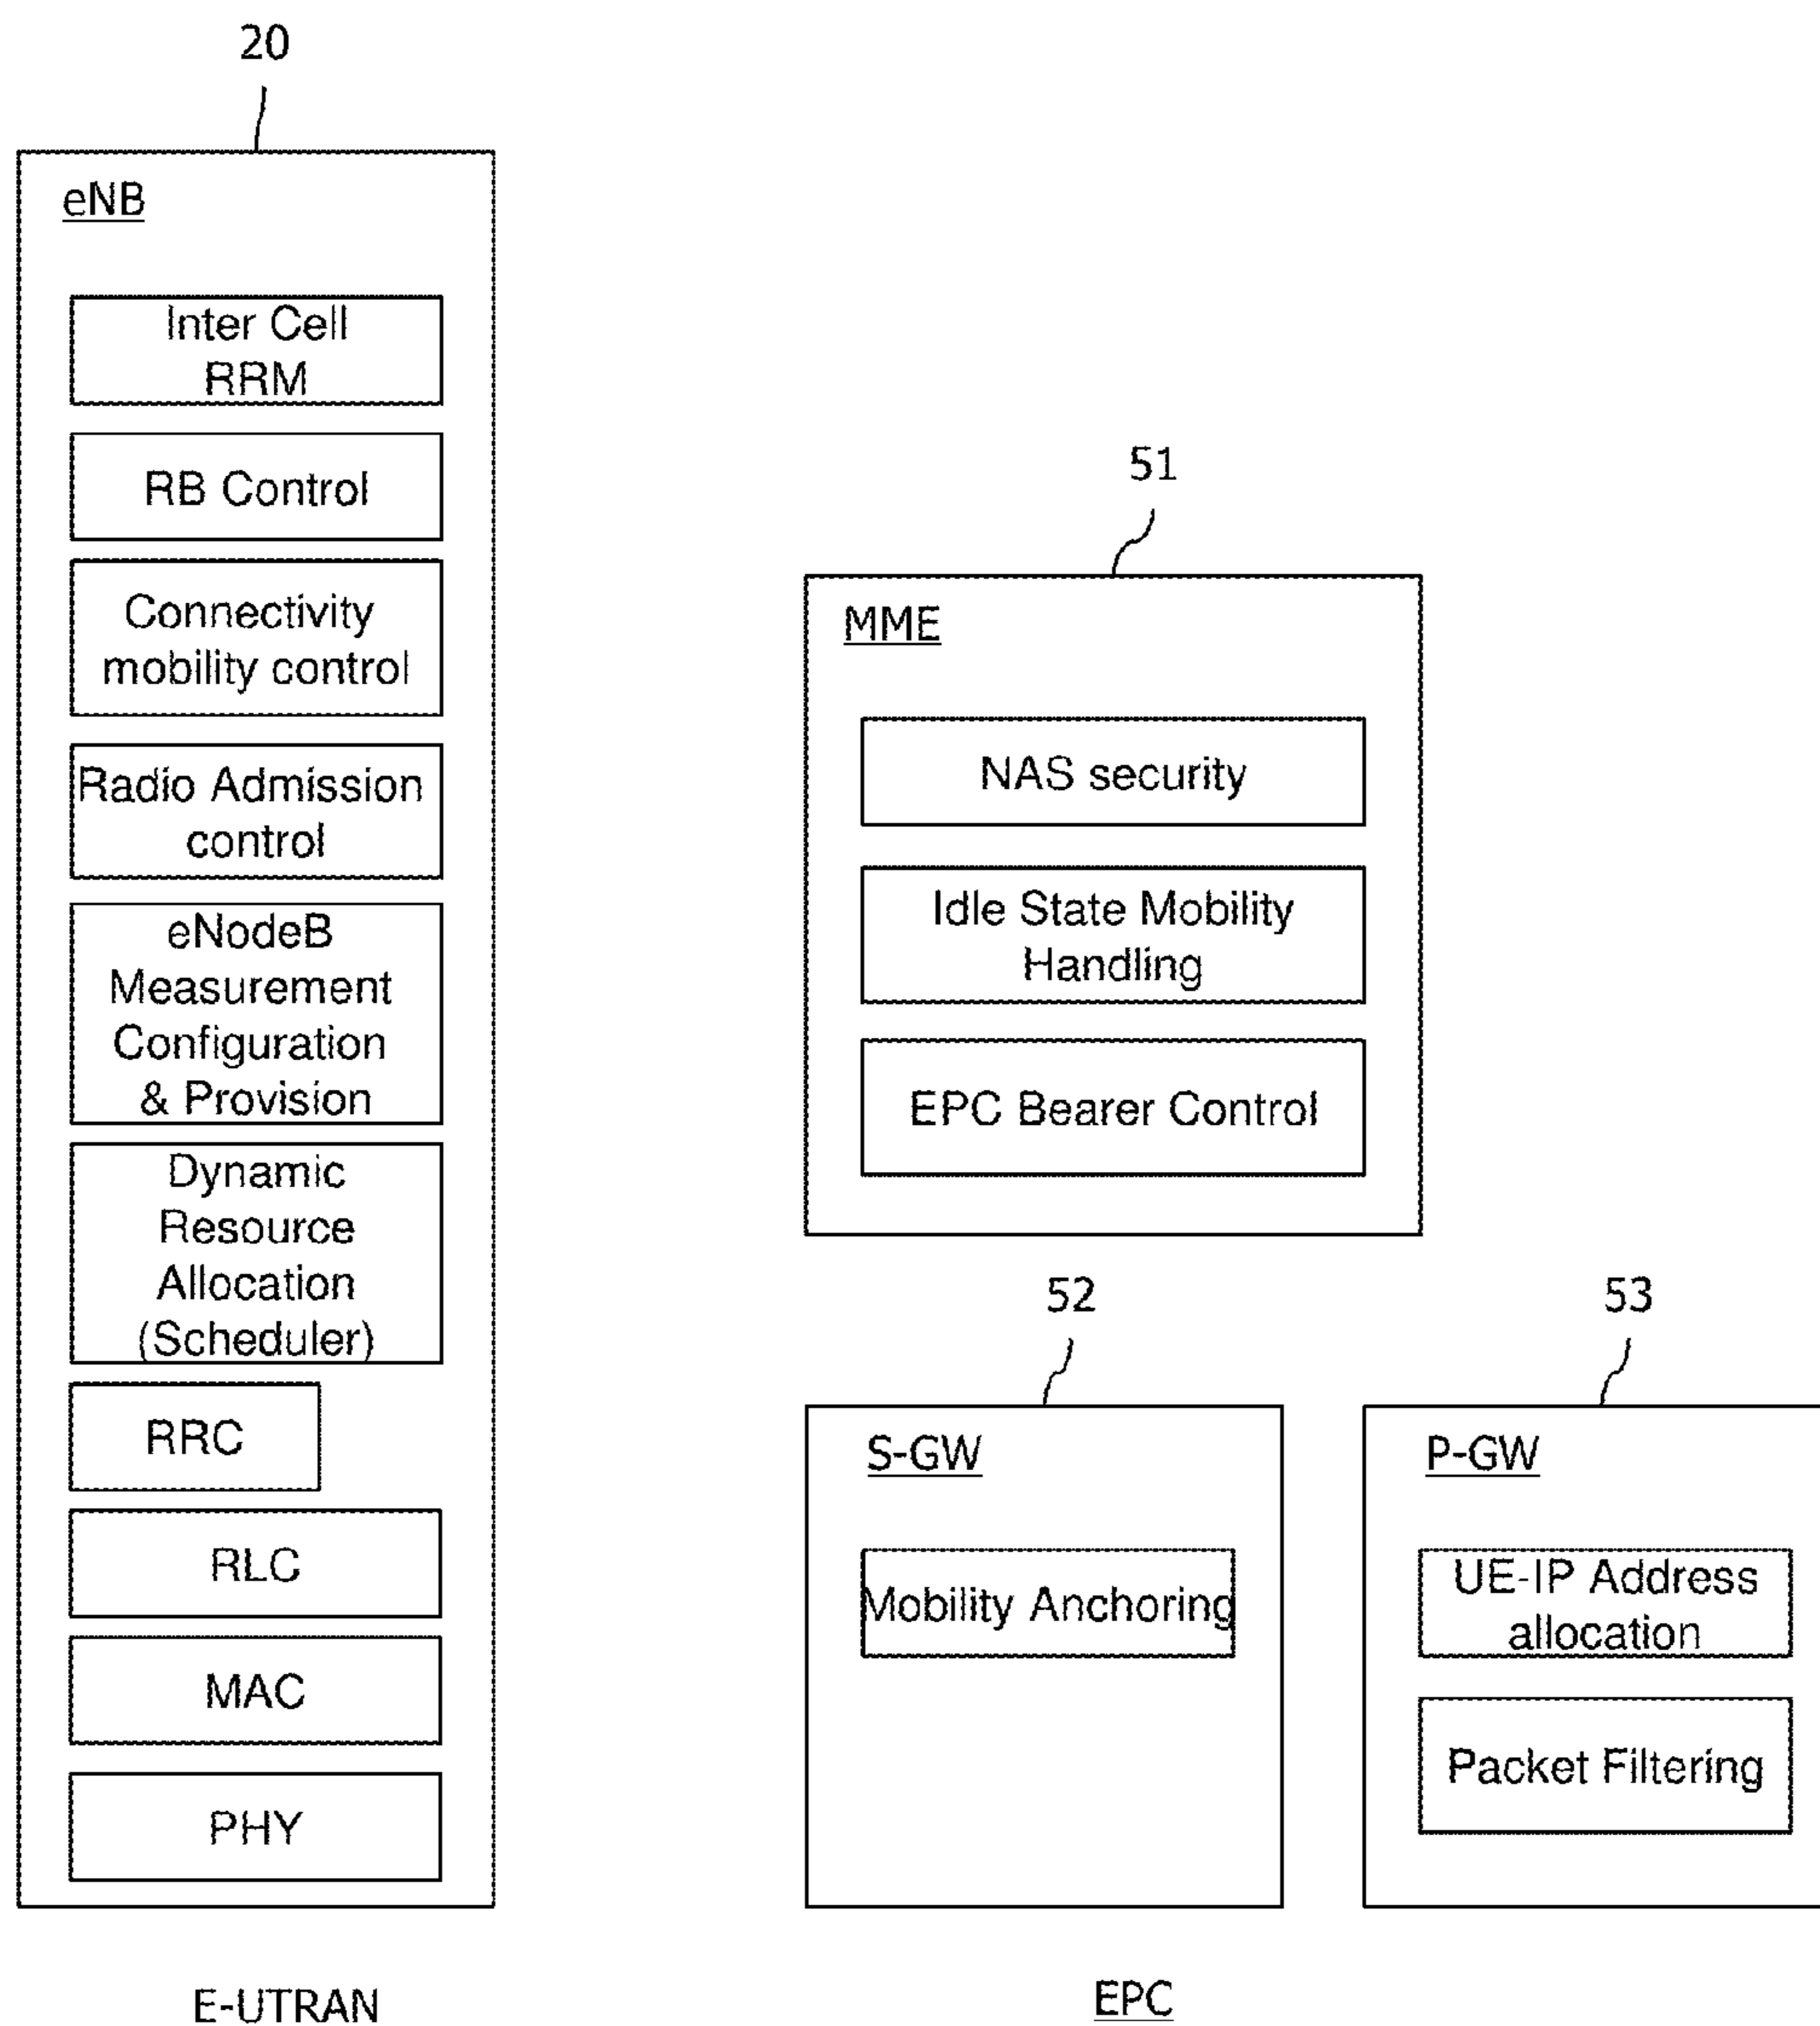 20
eNB
Inter Cell
RRM
RB Control
Connectivity
mobility control
Radio Admission
control
eNodeB
Measurement
Configuration
& Provision
Dynamic
Resource
Allocation
(Scheduler)
RRC
RLC
MAC
PHY
E-UTRAN
51
MME
NAS security
Idle State Mobility
Handling
EPC Bearer Control
52
S-GW
Mobility Anchoring
53
P-GW
UE-IP Address
allocation
Packet Filtering
EPC